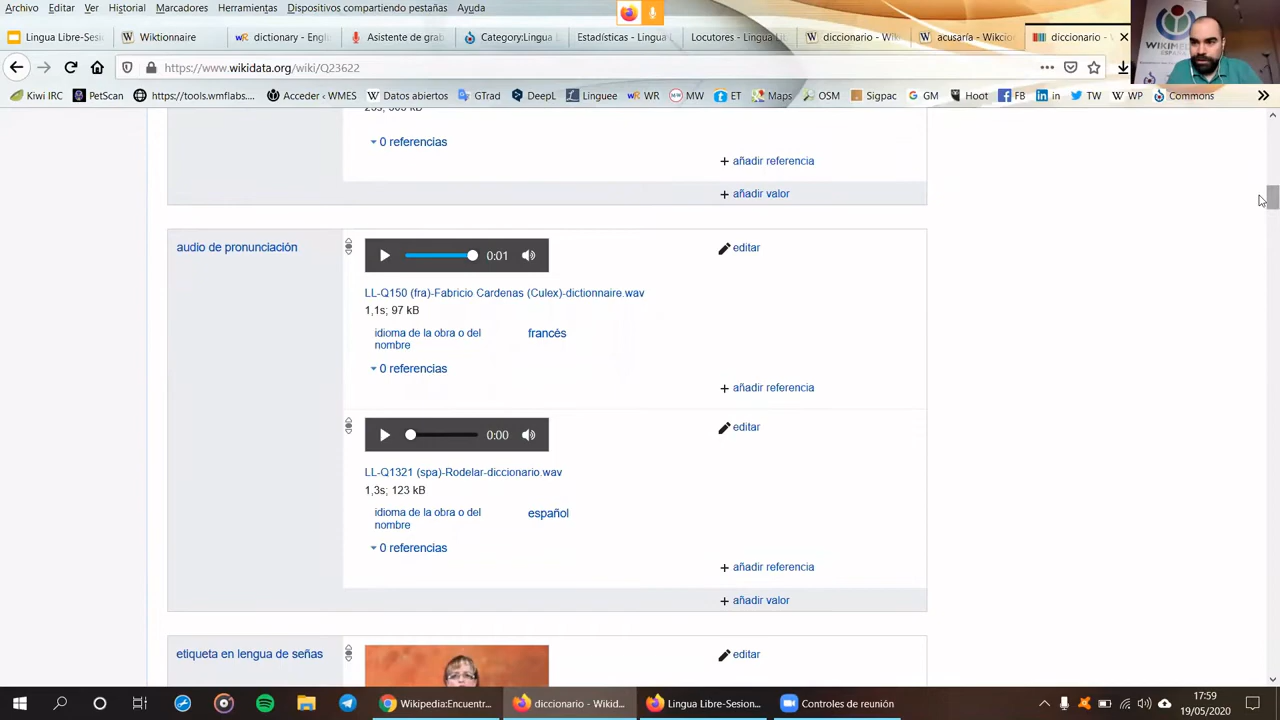 Archivo Editar Ver Historial Marcadores Herramientas Dispositivos compartiendo pestañas Ayuda
Lingua Libre-Ses Wiktionnaire dictionary - Eng Asistente de grab Category:Lingua L Estadísticas - Lingua L Locutores - Lingua Li diccionario - Wi acusaría - Wikcio diccionario - Wi
WIKIME
ESPAÑA
https://www.wikidata.org/wiki/Q23622
Kiwi IRC PetScan https://tools.wmflabs... Acceder WMES Datos abiertos GTrad DeepL Linguee WR MW ET Maps OSM Sigpac GM Hoot FB in TW WP Commons
0 referencias
añadir referencia
añadir valor
audio de pronunciación
0:01
editar
LL-Q150 (fra)-Fabricio Cardenas (Culex)-dictionnaire.wav
1,1s; 97 kB
idioma de la obra o del nombre
francés
0 referencias
añadir referencia
0:00
editar
LL-Q1321 (spa)-Rodelar-diccionario.wav
1,3s; 123 kB
idioma de la obra o del nombre
español
0 referencias
añadir referencia
añadir valor
etiqueta en lengua de señas
editar
Wikipedia:Encuentr... diccionario - Wikid... Lingua Libre-Sesion... Controles de reunión
17:59
19/05/2020